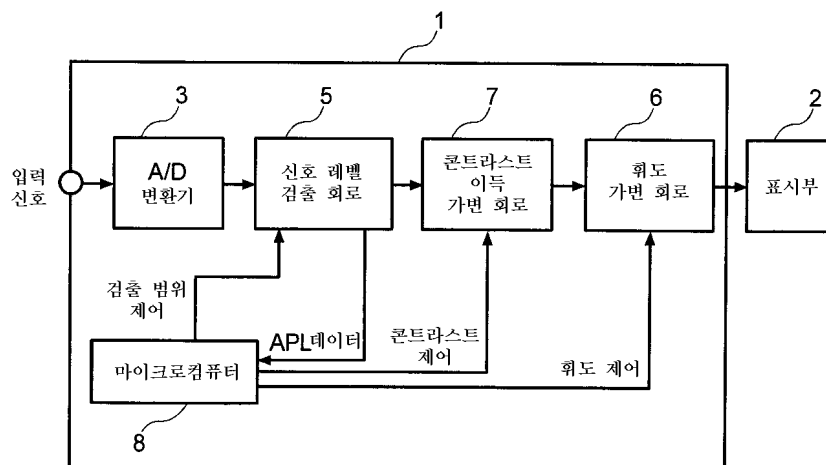 1
3
5
7
6
2
입력
신호
A/D
변환기
신호 레벨
검출 회로
콘트라스트
이득
가변 회로
휘도
가변 회로
표시부
검출 범위
제어
APL데이터
콘트라스트
제어
휘도 제어
마이크로컴퓨터
8